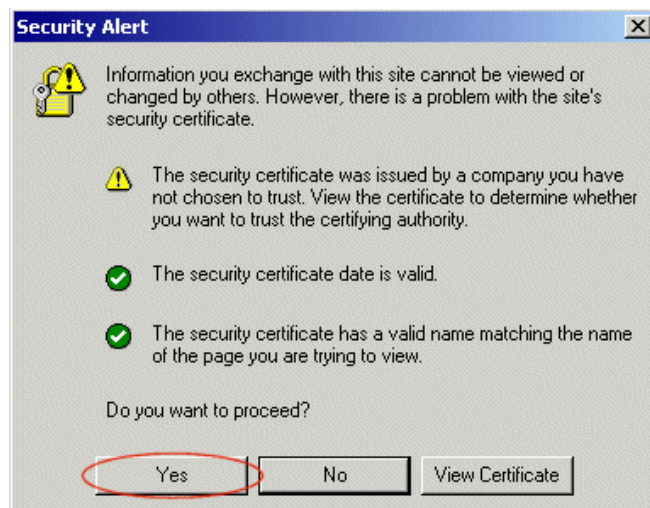 Security Alert
Information you exchange with this site cannot be viewed or
changed by others. However, there is a problem with the site's
security certificate.
The security certificate was issued by a company you have
not chosen to trust. View the certificate to determine whether
you want to trust the certifying authority.
The security certificate date is valid.
The security certificate has a valid name matching the name
of the page you are trying to view.
Do you want to proceed?
Yes No View Certificate